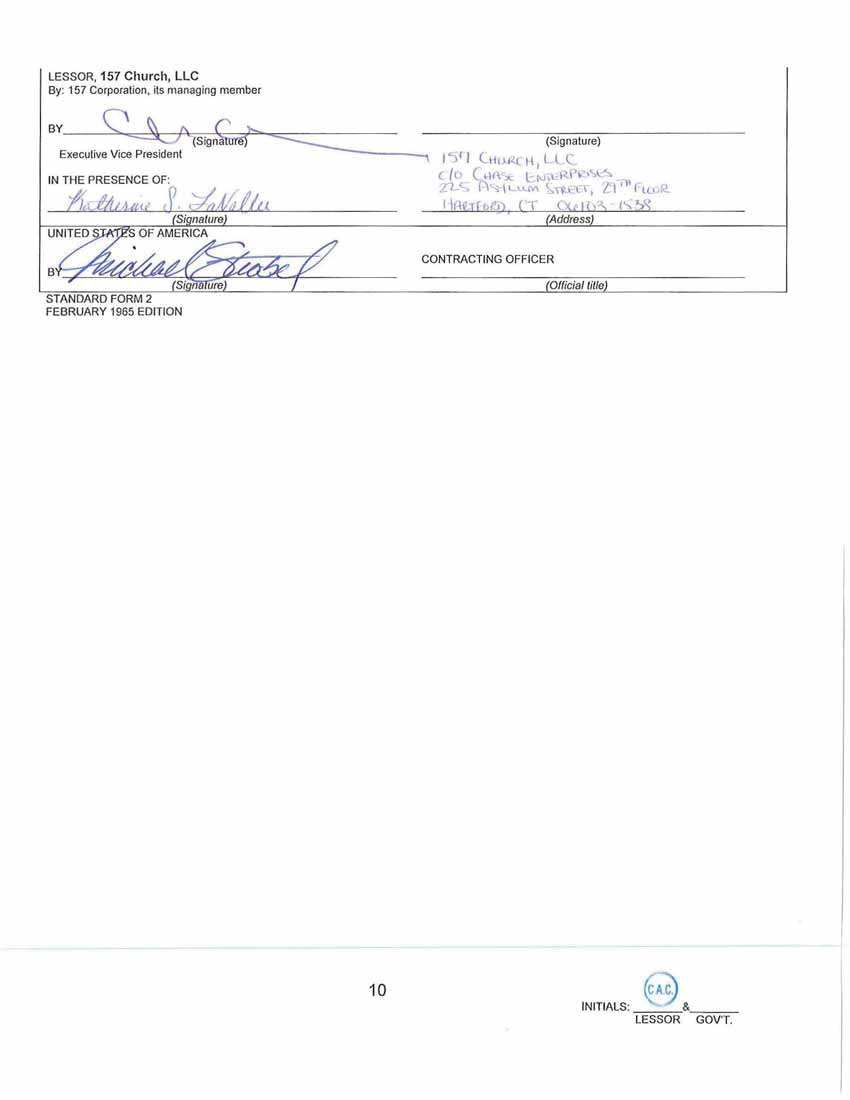 LESSOR, 157 Church, LLC
By: 157 Corporation, its managing member
BY
(Signature)
(Signature)
Executive Vice President
157 CHURCH, LLC
IN THE PRESENCE OF:
C/O CHASE ENTERPRISES
225 ASYLUM STREET, 29TH FLOOR
Katherine S. LaVallee
HARTFORD, CT 06103-1538
(Signature)
(Address)
UNITED STATES OF AMERICA
CONTRACTING OFFICER
BY Michael Strobel
(Signature)
(Official title)
STANDARD FORM 2
FEBRUARY 1965 EDITION
10
C.A.C.
INITIALS: &
LESSOR GOV'T.